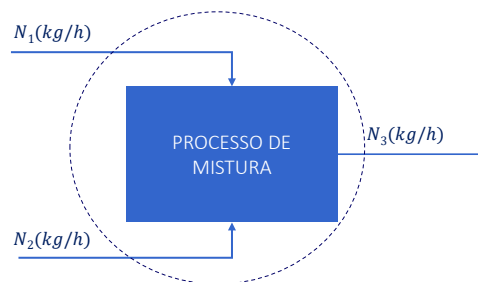 N₁(kg/h)
PROCESSO DE
MISTURA
N₃(kg/h)
N₂(kg/h)